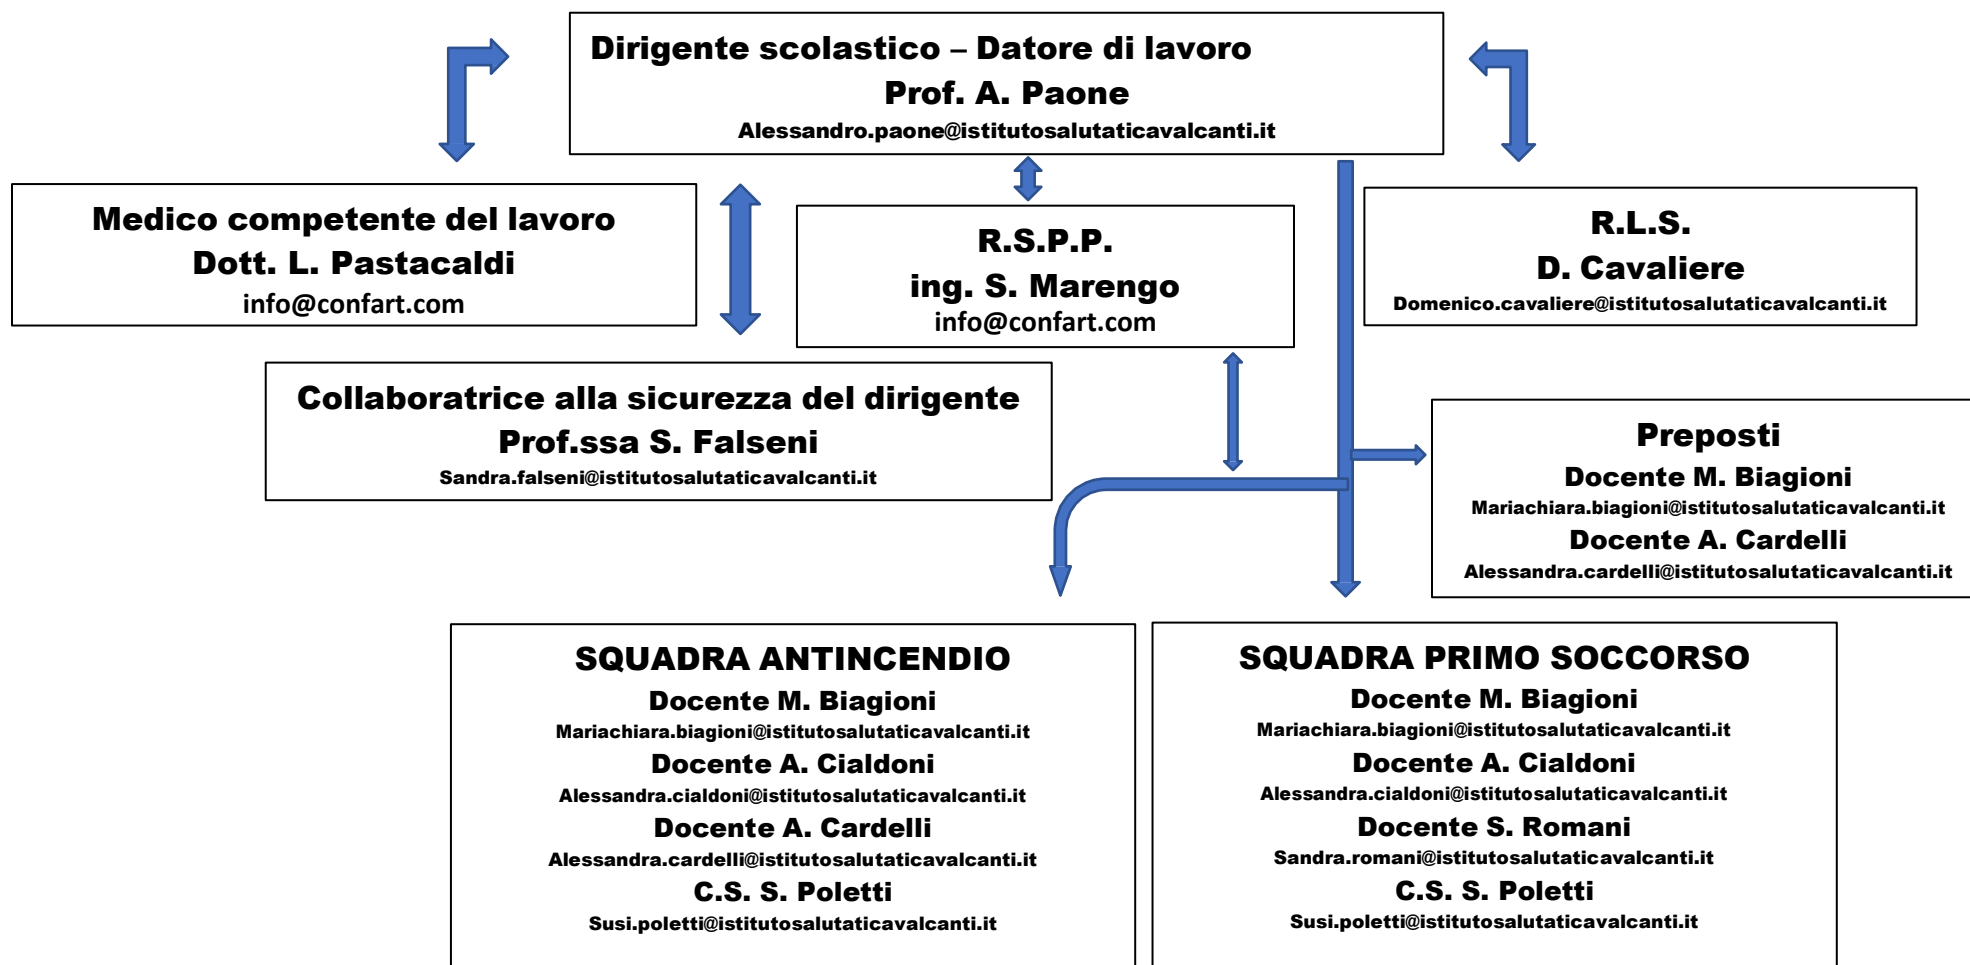 Dirigente scolastico – Datore di lavoro
Prof. A. Paone
Alessandro.paone@istitutosalutaticavalcanti.it
Medico competente del lavoro
Dott. L. Pastacaldi
info@confart.com
R.S.P.P.
ing. S. Marengo
info@confart.com
R.L.S.
D. Cavaliere
Domenico.cavaliere@istitutosalutaticavalcanti.it
Collaboratrice alla sicurezza del dirigente
Prof.ssa S. Falseni
Sandra.falseni@istitutosalutaticavalcanti.it
Preposti
Docente M. Biagioni
Mariachiara.biagioni@istitutosalutaticavalcanti.it
Docente A. Cardelli
Alessandra.cardelli@istitutosalutaticavalcanti.it
SQUADRA ANTINCENDIO
Docente M. Biagioni
Mariachiara.biagioni@istitutosalutaticavalcanti.it
Docente A. Cialdoni
Alessandra.cialdoni@istitutosalutaticavalcanti.it
Docente A. Cardelli
Alessandra.cardelli@istitutosalutaticavalcanti.it
C.S. S. Poletti
Susi.poletti@istitutosalutaticavalcanti.it
SQUADRA PRIMO SOCCORSO
Docente M. Biagioni
Mariachiara.biagioni@istitutosalutaticavalcanti.it
Docente A. Cialdoni
Alessandra.cialdoni@istitutosalutaticavalcanti.it
Docente S. Romani
Sandra.romani@istitutosalutaticavalcanti.it
C.S. S. Poletti
Susi.poletti@istitutosalutaticavalcanti.it